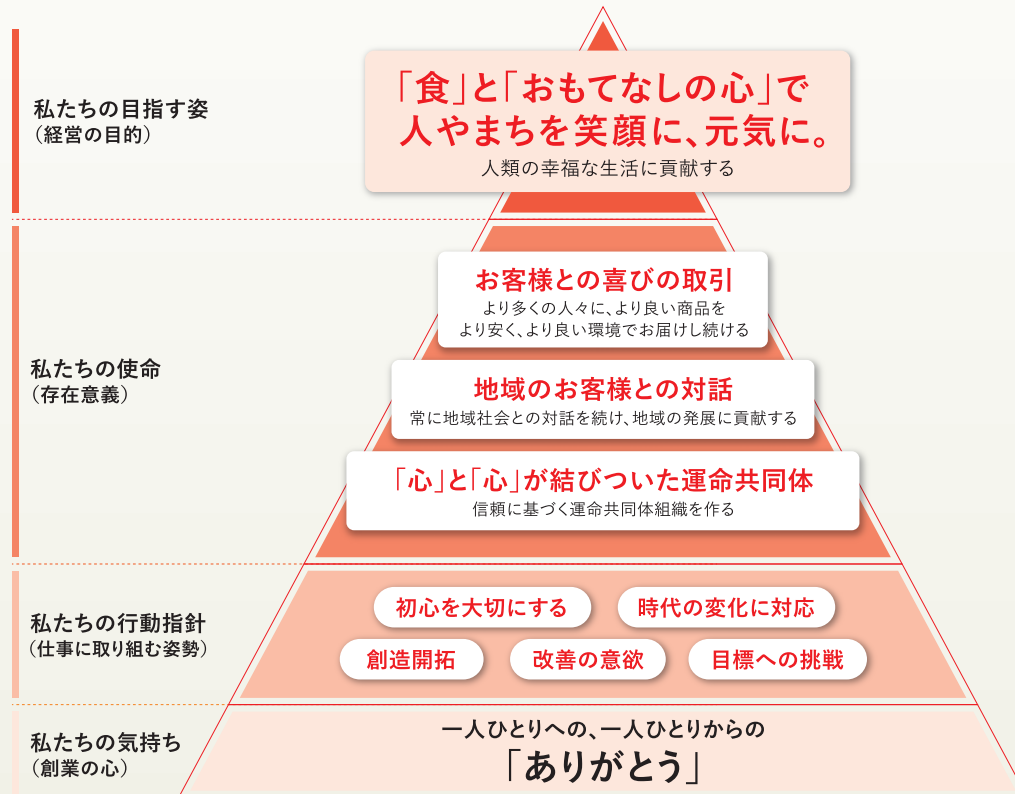 私たちの目指す姿
（経営の目的）
「食」と「おもてなしの心」で
人やまちを笑顔に、元気に。
人類の幸福な生活に貢献する
私たちの使命
（存在意義）
お客様との喜びの取引
より多くの人々に、より良い商品を
より安く、より良い環境でお届けし続ける
地域のお客様との対話
常に地域社会との対話を続け、地域の発展に貢献する
「心」と「心」が結びついた運命共同体
信頼に基づく運命共同体組織を作る
私たちの行動指針
（仕事に取り組む姿勢）
初心を大切にする
時代の変化に対応
創造開拓
改善の意欲
目標への挑戦
私たちの気持ち
（創業の心）
一人ひとりへの、一人ひとりからの
「ありがとう」